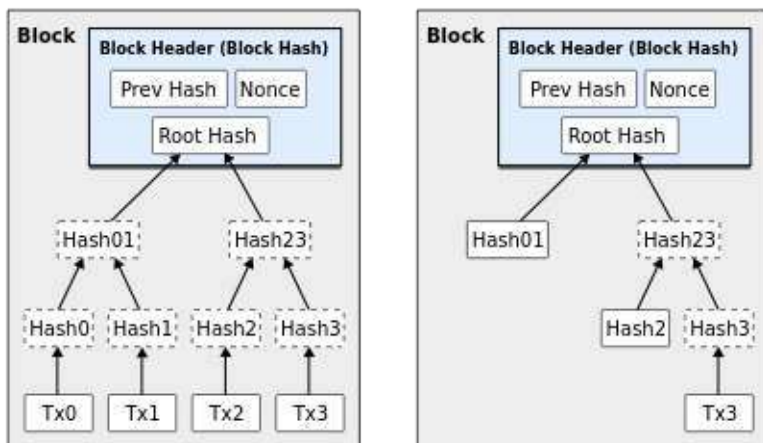 Block
Block Header (Block Hash)
Prev Hash
Nonce
Root Hash
Hash01
Hash23
Hash0
Hash1
Hash2
Hash3
Tx0
Tx1
Tx2
Tx3
Block
Block Header (Block Hash)
Prev Hash
Nonce
Root Hash
Hash01
Hash23
Hash2
Hash3
Tx3